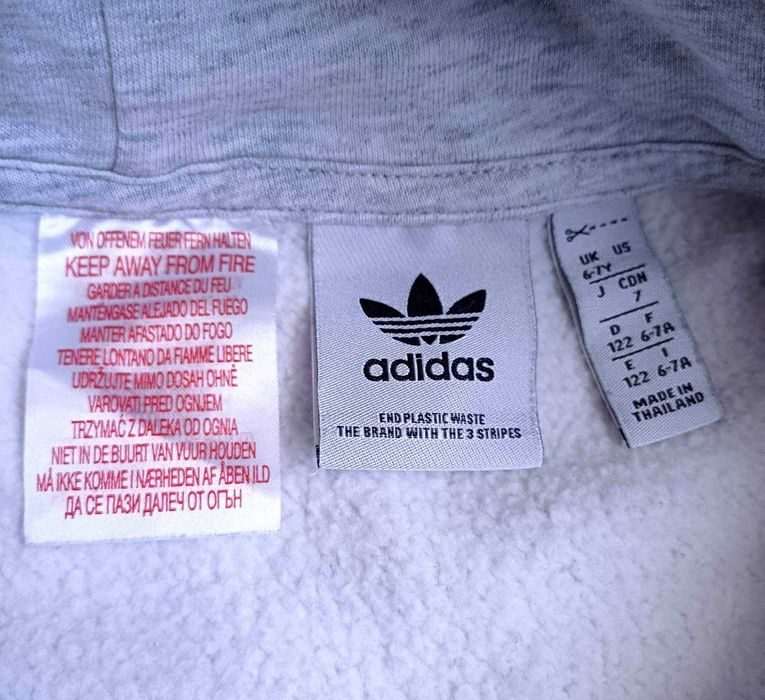 VON OFFENEM FEUER FERN HALTEN
KEEP AWAY FROM FIRE
GARDER A DISTANCE DU FEU
MANTÉNGASE ALEJADO DEL FUEGO
MANTER AFASTADO DO FOGO
TENERE LONTANO DA FIAMME LIBERE
UDRŽUJTE MIMO DOSAH OHNĚ
VAROVATI PRED OGNJEM
TRZYMAĆ Z DALEKA OD OGNIA
NIET IN DE BUURT VAN VUUR HOUDEN
MÅ IKKE KOMME I NÆRHEDEN AF ÅBEN ILD
ДА СЕ ПАЗИ ДАЛЕЧ ОТ ОГЪН
adidas
END PLASTIC WASTE
THE BRAND WITH THE 3 STRIPES
UK US
6-7Y
J CDN
7
D F
122 6-7A
E I
122 6-7A
MADE IN
THAILAND